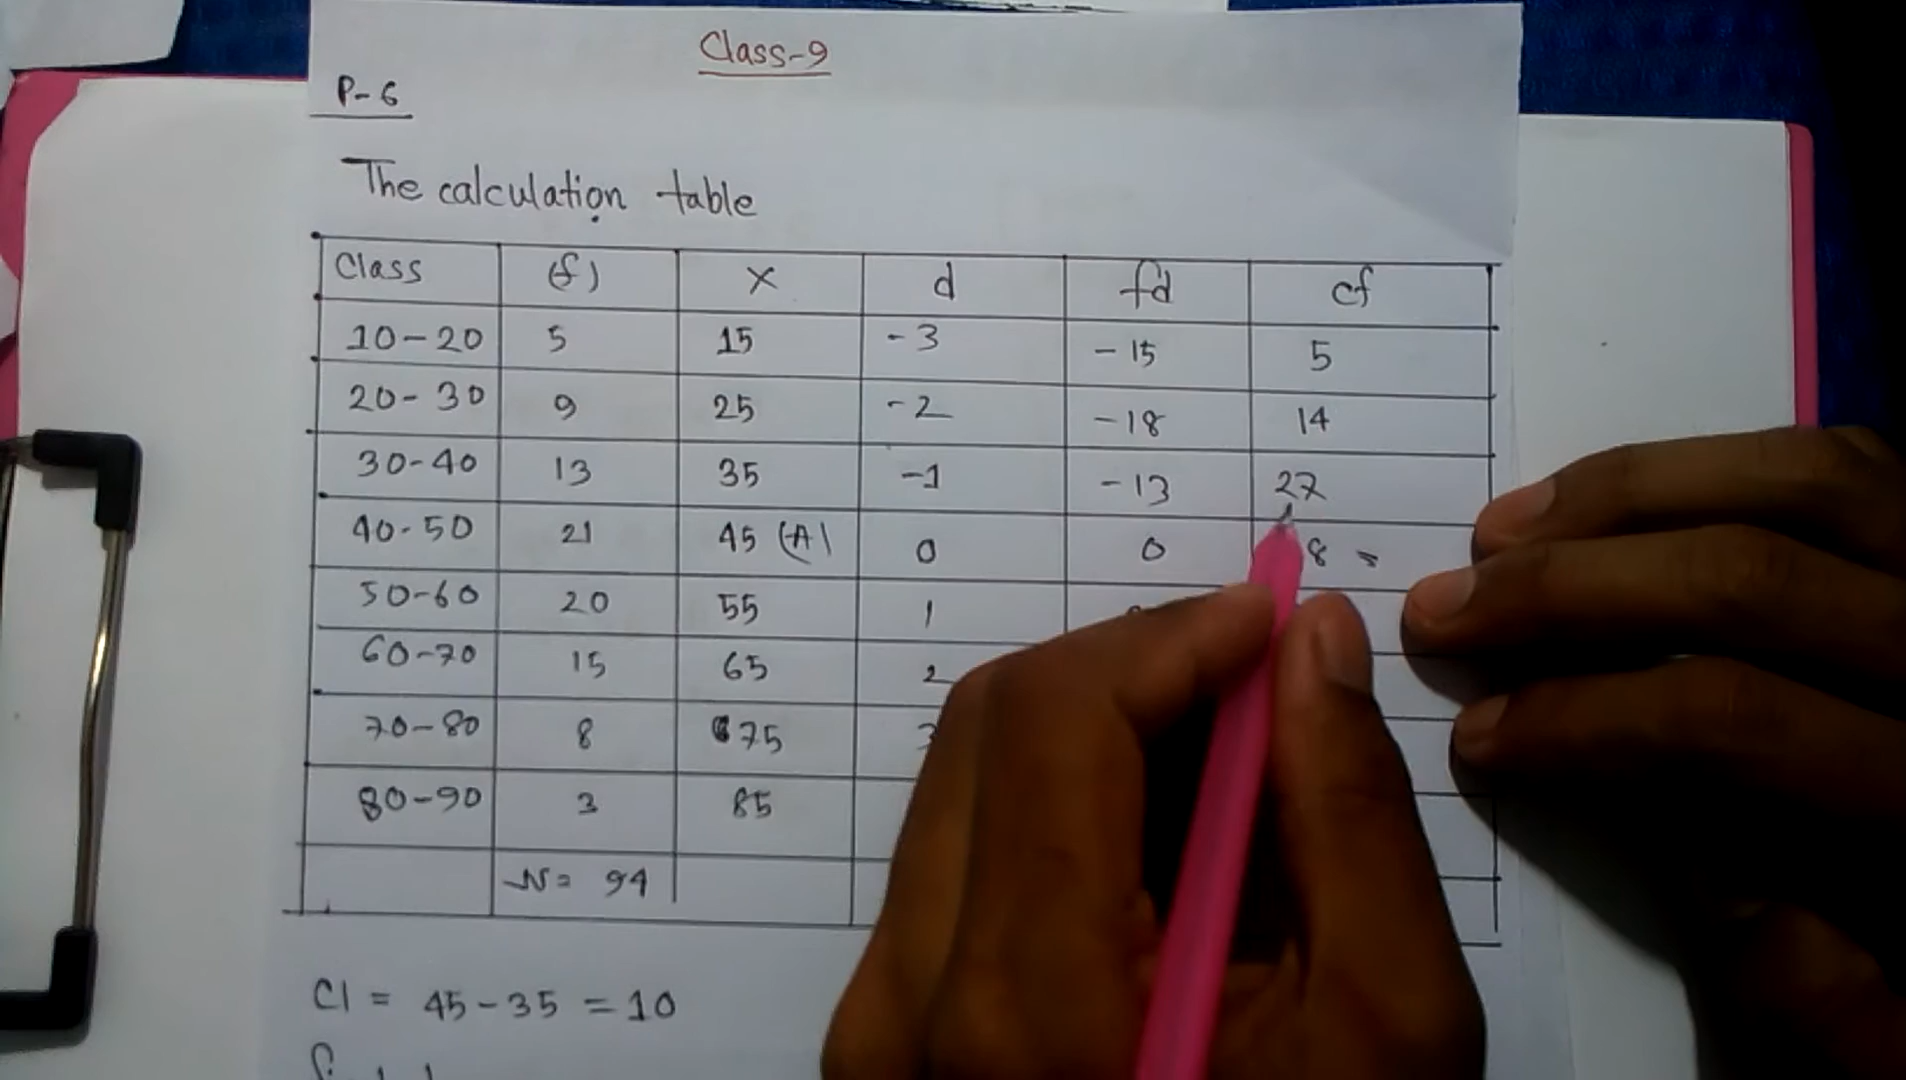 Class-9
P-6
The calculation table
Class (f) x d fd cf
10-20 5 15 -3 -15 5
20-30 9 25 -2 -18 14
30-40 13 35 -1 -13 27
40-50 21 45 (A) 0 0 8
50-60 20 55 1
60-70 15 65 2
70-80 8 75 3
80-90 3 85
N= 94
CI = 45-35 = 10